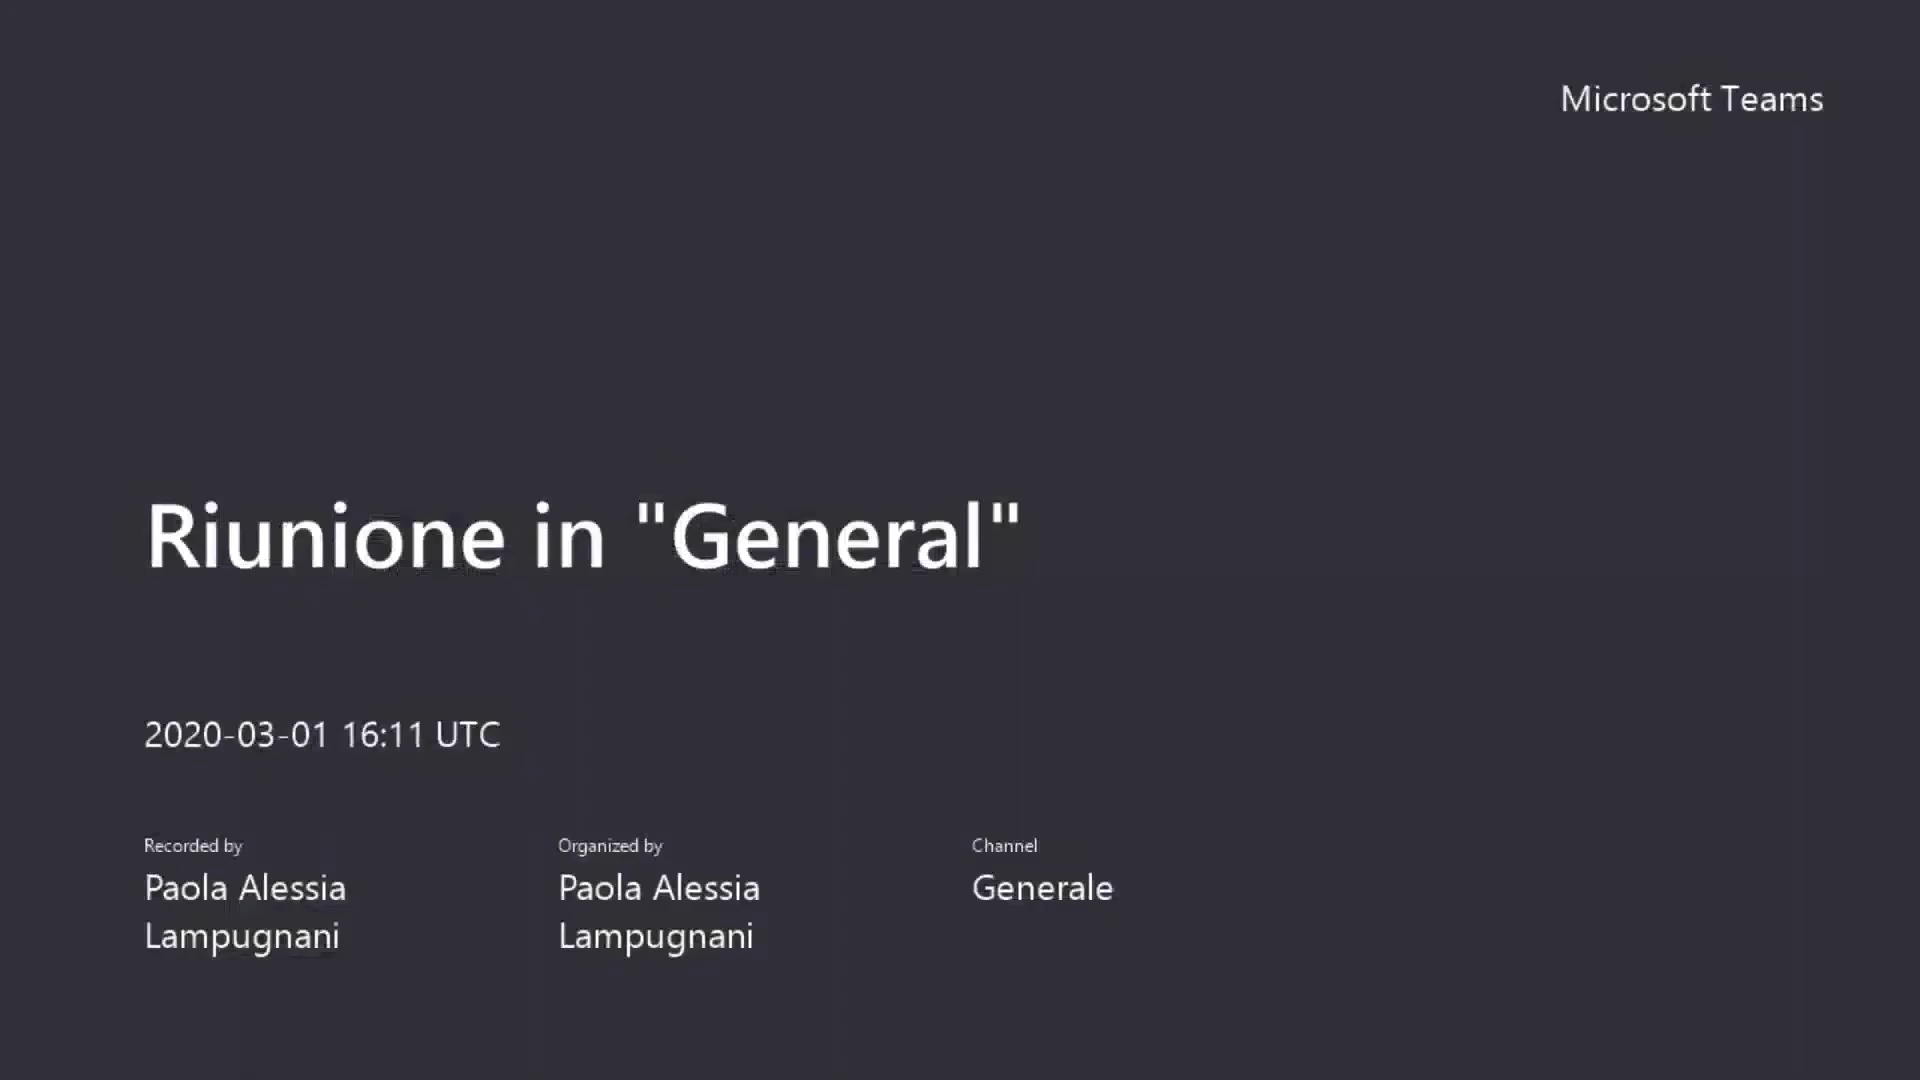 Microsoft Teams
Riunione in "General"
2020-03-01 16:11 UTC
Recorded by
Paola Alessia
Lampugnani
Organized by
Paola Alessia
Lampugnani
Channel
Generale